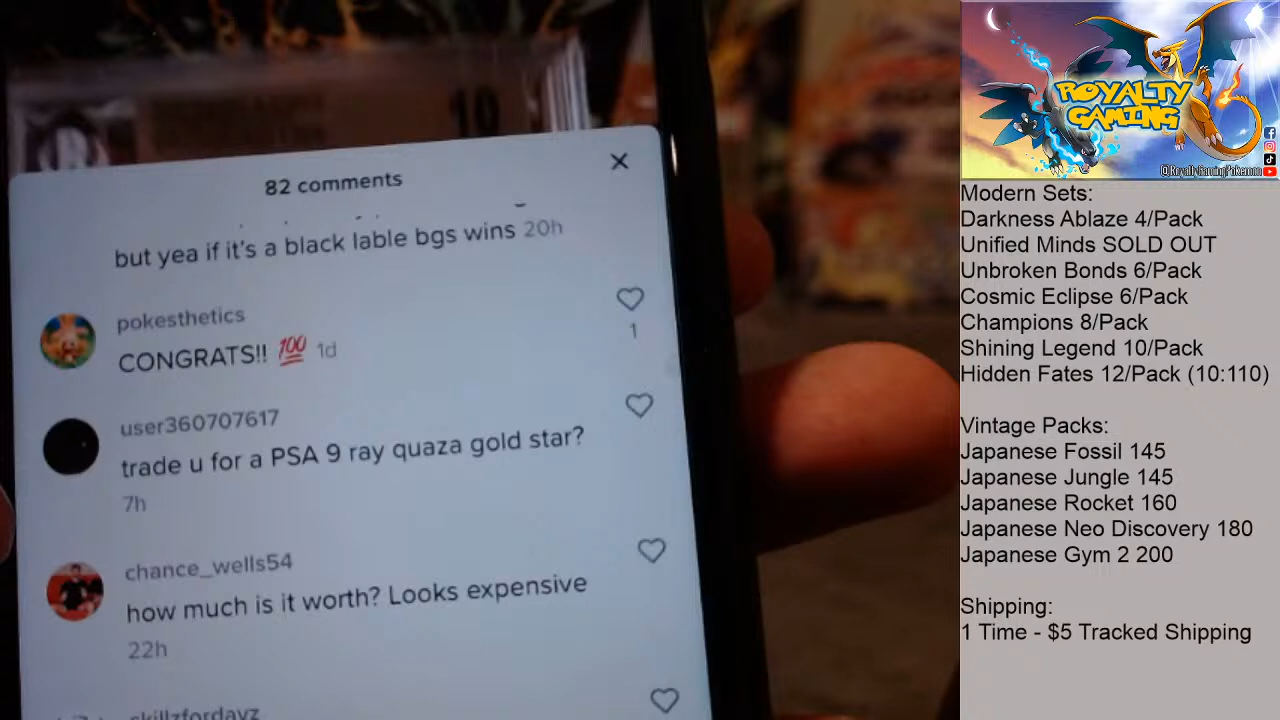 10
82 comments
but yea if it's a black lable bgs wins 20h
pokesthetics
CONGRATS!! 💯 1d
1
user360707617
trade u for a PSA 9 ray quaza gold star?
7h
chance_wells54
how much is it worth? Looks expensive
22h
skillzfordayz
ROYALTY
GAMING
@RoyaltyGamingPokemon
Modern Sets:
Darkness Ablaze 4/Pack
Unified Minds SOLD OUT
Unbroken Bonds 6/Pack
Cosmic Eclipse 6/Pack
Champions 8/Pack
Shining Legend 10/Pack
Hidden Fates 12/Pack (10:110)
Vintage Packs:
Japanese Fossil 145
Japanese Jungle 145
Japanese Rocket 160
Japanese Neo Discovery 180
Japanese Gym 2 200
Shipping:
1 Time - $5 Tracked Shipping